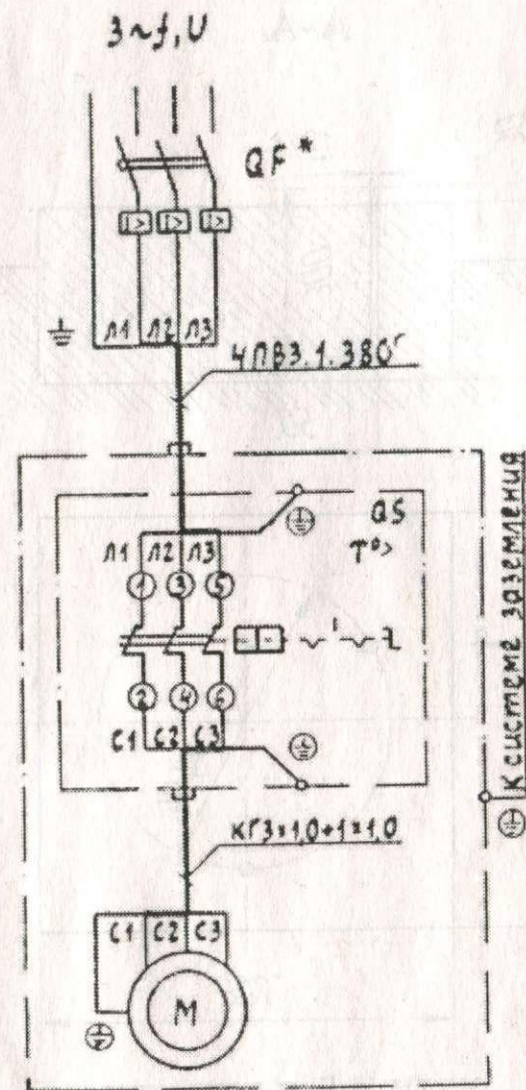 3~f, U
QF *
Л1 Л2 Л3
4ПВ3.1.380
QS
Л1 Л2 Л3
T°>
1 3 5
2 4 6
С1 С2 С3
КГ3×1,0+1×1,0
С1 С2 С3
М
К системе заземления